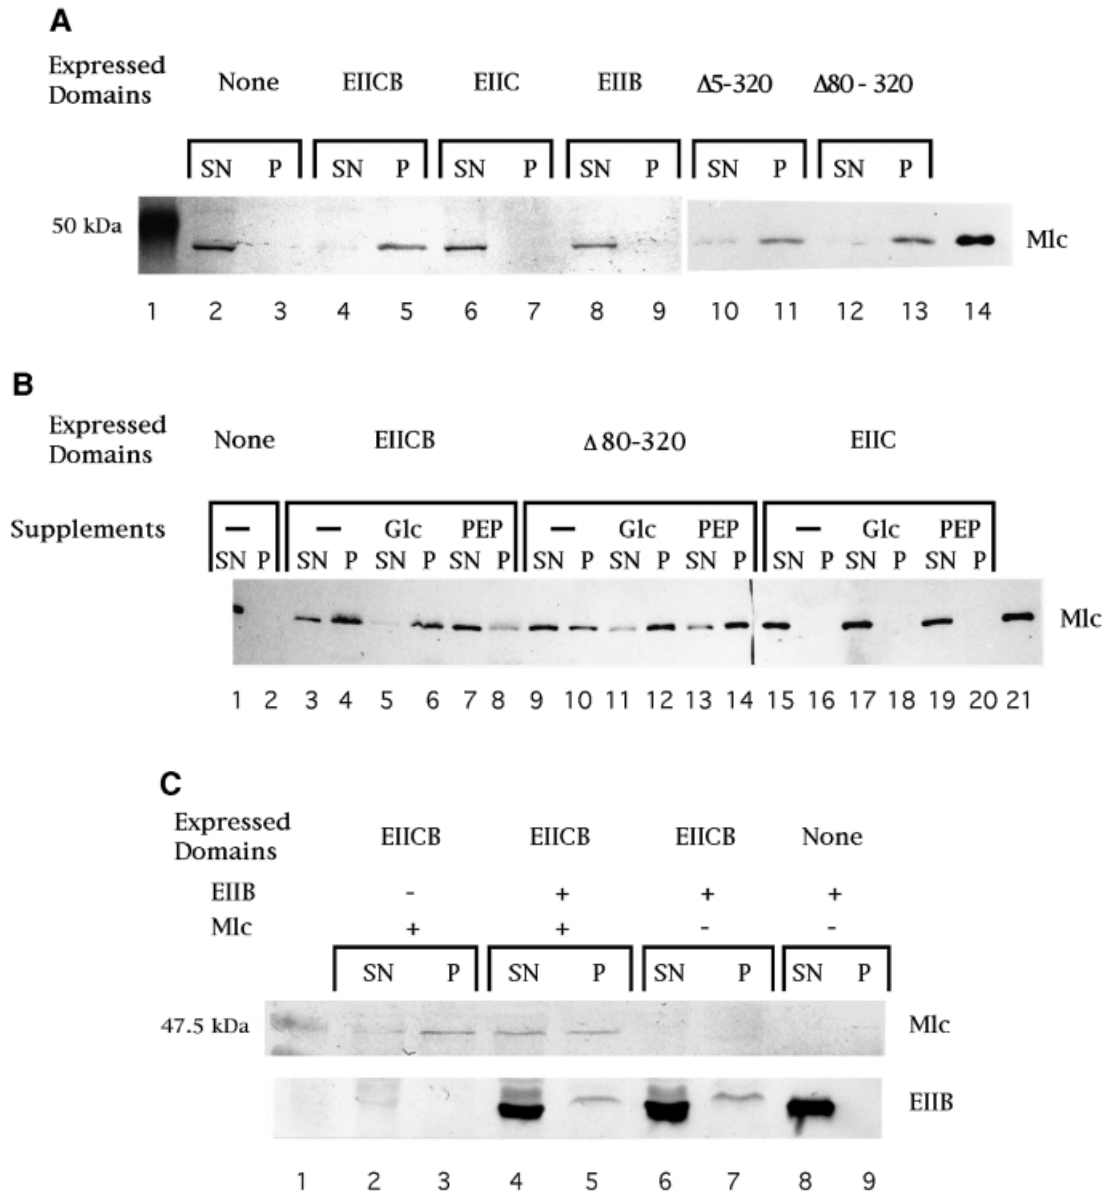 A
Expressed Domains None EIICB EIIC EIIB Δ5-320 Δ80 - 320
SN P SN P SN P SN P SN P SN P
50 kDa Mlc
1 2 3 4 5 6 7 8 9 10 11 12 13 14
B
Expressed Domains None EIICB Δ 80-320 EIIC
Supplements — — Glc PEP — Glc PEP — Glc PEP
SN P SN P SN P SN P SN P SN P SN P SN P SN P SN P
Mlc
1 2 3 4 5 6 7 8 9 10 11 12 13 14 15 16 17 18 19 20 21
C
Expressed Domains EIICB EIICB EIICB None
EIIB - + + +
Mlc + + - -
SN P SN P SN P SN P
47.5 kDa Mlc
EIIB
1 2 3 4 5 6 7 8 9